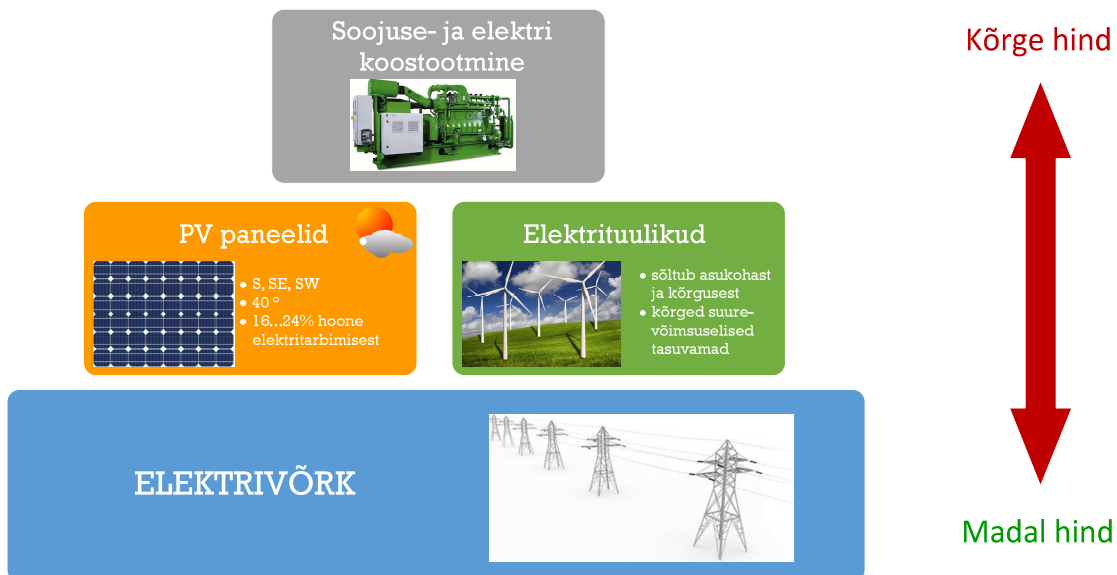 Soojuse- ja elektri
koostootmine
Kõrge hind
PV paneelid
• S, SE, SW
• 40 º
• 16...24% hoone
elektritarbimisest
Elektrituulikud
• sõltub asukohast
ja kõrgusest
• kõrged suure-
võimsuselised
tasuvamad
ELEKTRIVÕRK
Madal hind